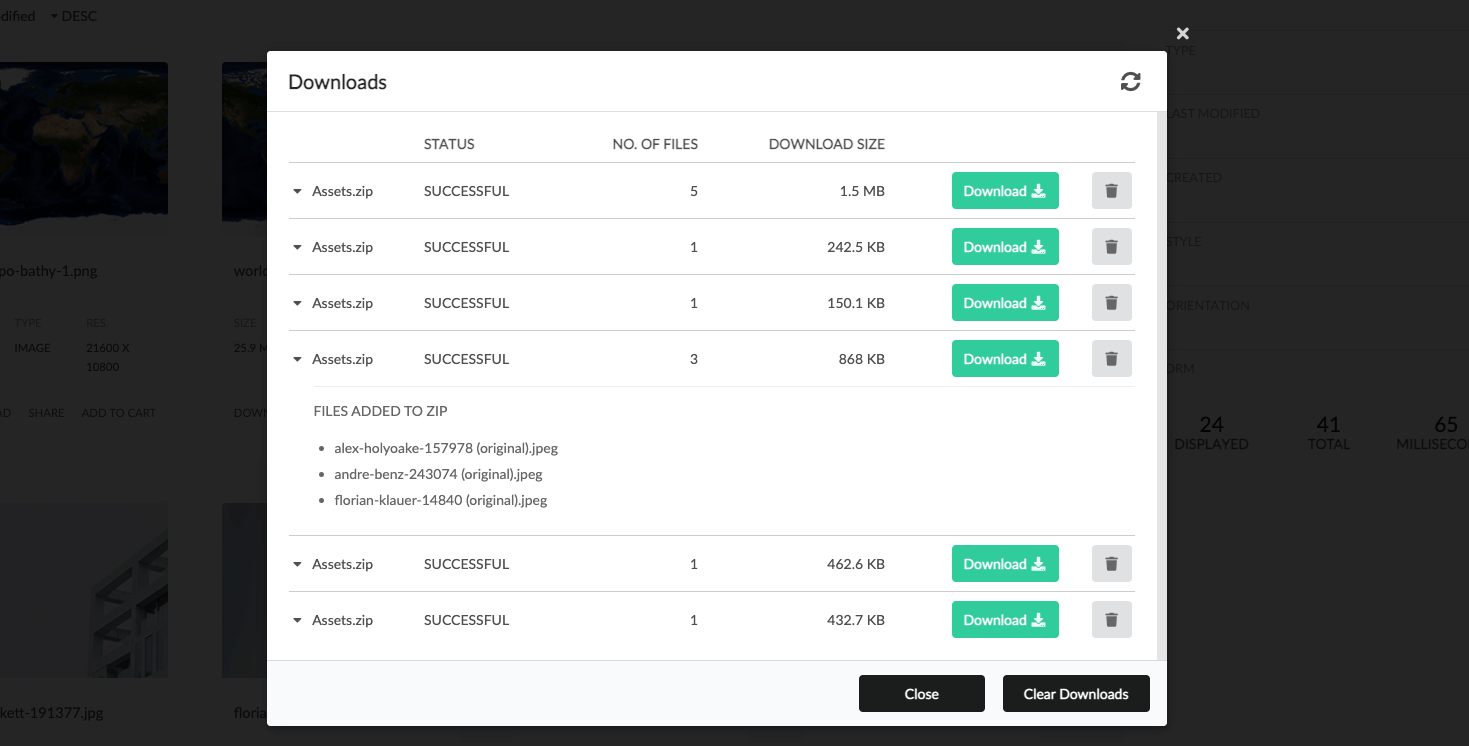 dified DESC
TYPE
Downloads
LAST MODIFIED
STATUS NO. OF FILES DOWNLOAD SIZE
CREATED
Assets.zip SUCCESSFUL 5 1.5 MB Download
STYLE
Assets.zip SUCCESSFUL 1 242.5 KB Download
po-bathy-1.png world
ORIENTATION
Assets.zip SUCCESSFUL 1 150.1 KB Download
TYPE RES. SIZE
IMAGE 21600 X 25.9 M
10800
Assets.zip SUCCESSFUL 3 868 KB Download
ORM
AD SHARE ADD TO CART DOWN
FILES ADDED TO ZIP
24 41 65
DISPLAYED TOTAL MILLISECO
alex-holyoake-157978 (original).jpeg
andre-benz-243074 (original).jpeg
florian-klauer-14840 (original).jpeg
Assets.zip SUCCESSFUL 1 462.6 KB Download
Assets.zip SUCCESSFUL 1 432.7 KB Download
Close Clear Downloads
kett-191377.jpg floria